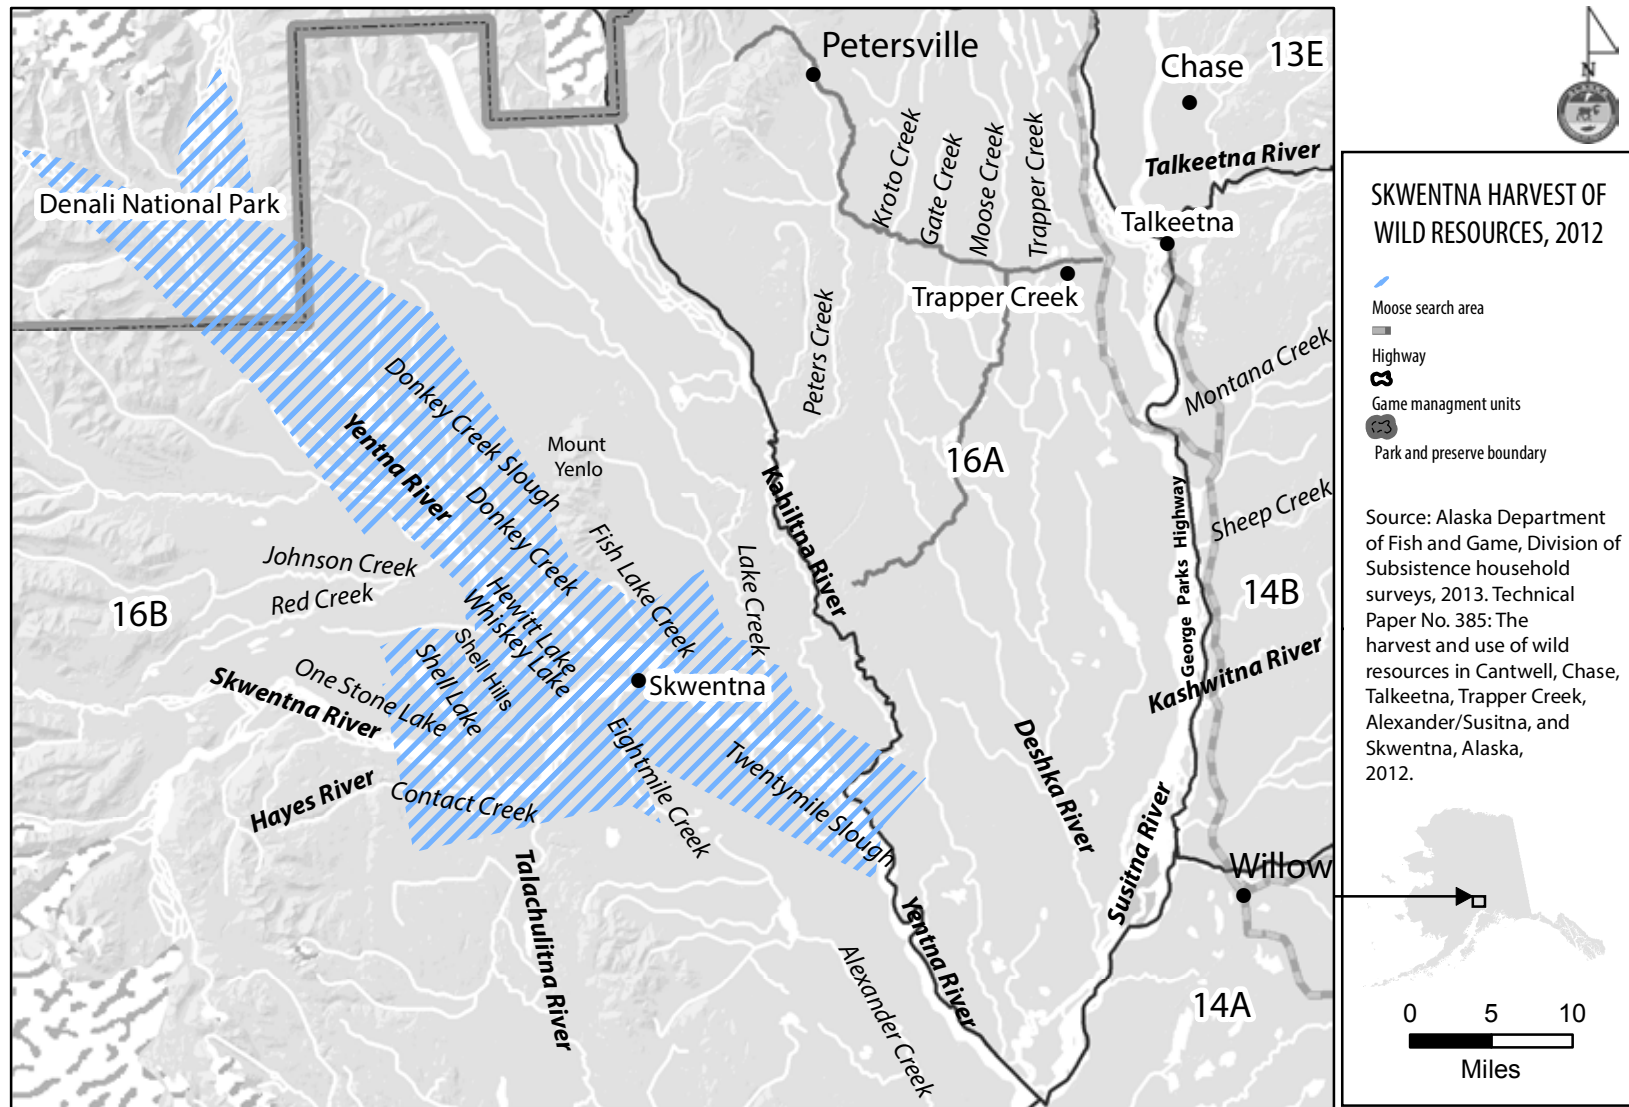 Petersville
Chase
13E
Talkeetna River
Kroto Creek
Gate Creek
Moose Creek
Trapper Creek
Denali National Park
Talkeetna
Trapper Creek
Peters Creek
Montana Creek
Donkey Creek Slough
Yentna River
Mount
Yenlo
16A
Kahiltna River
George Parks Highway
Sheep Creek
Donkey Creek
Fish Lake Creek
Lake Creek
Johnson Creek
Red Creek
16B
14B
Hewitt Lake
Whiskey Lake
Shell Hills
Shell Lake
One Stone Lake
Skwentna River
Skwentna
Kashwitna River
Eightmile Creek
Twentymile Slough
Deshka River
Hayes River
Contact Creek
Talachulitna River
Susitna River
Willow
Yentna River
Alexander Creek
14A
N
ALASKA
SKWENTNA HARVEST OF
WILD RESOURCES, 2012
Moose search area
Highway
Game managment units
Park and preserve boundary
Source: Alaska Department
of Fish and Game, Division of
Subsistence household
surveys, 2013. Technical
Paper No. 385: The
harvest and use of wild
resources in Cantwell, Chase,
Talkeetna, Trapper Creek,
Alexander/Susitna, and
Skwentna, Alaska,
2012.
0 5 10
Miles